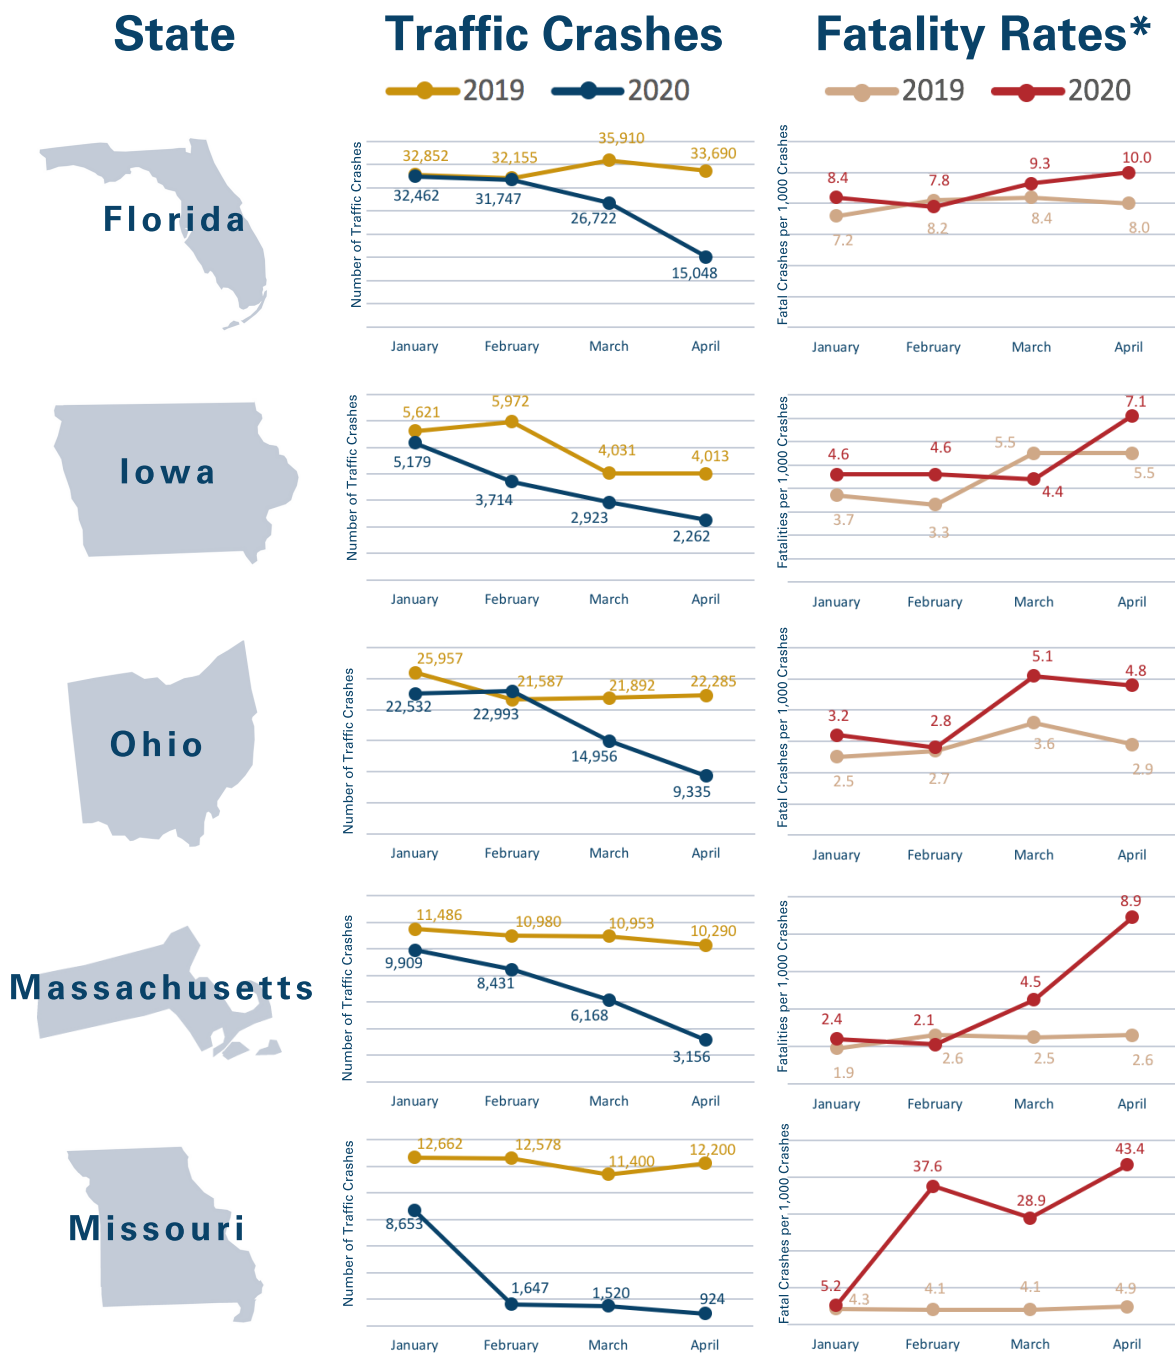 State
Traffic Crashes
Fatality Rates*
2019
2020
2019
2020
Florida
Number of Traffic Crashes
32,852
32,155
35,910
33,690
32,462
31,747
26,722
15,048
January
February
March
April
Fatal Crashes per 1,000 Crashes
8.4
7.8
9.3
10.0
7.2
8.2
8.4
8.0
January
February
March
April
Iowa
Number of Traffic Crashes
5,621
5,972
4,031
4,013
5,179
3,714
2,923
2,262
January
February
March
April
Fatalities per 1,000 Crashes
4.6
4.6
4.4
7.1
3.7
3.3
5.5
5.5
January
February
March
April
Ohio
Number of Traffic Crashes
25,957
21,587
21,892
22,285
22,532
22,993
14,956
9,335
January
February
March
April
Fatal Crashes per 1,000 Crashes
3.2
2.8
5.1
4.8
2.5
2.7
3.6
2.9
January
February
March
April
Massachusetts
Number of Traffic Crashes
11,486
10,980
10,953
10,290
9,909
8,431
6,168
3,156
January
February
March
April
Fatalities per 1,000 Crashes
2.4
2.1
4.5
8.9
1.9
2.6
2.5
2.6
January
February
March
April
Missouri
Number of Traffic Crashes
12,662
12,578
11,400
12,200
8,653
1,647
1,520
924
January
February
March
April
Fatal Crashes per 1,000 Crashes
5.2
37.6
28.9
43.4
4.3
4.1
4.1
4.9
January
February
March
April